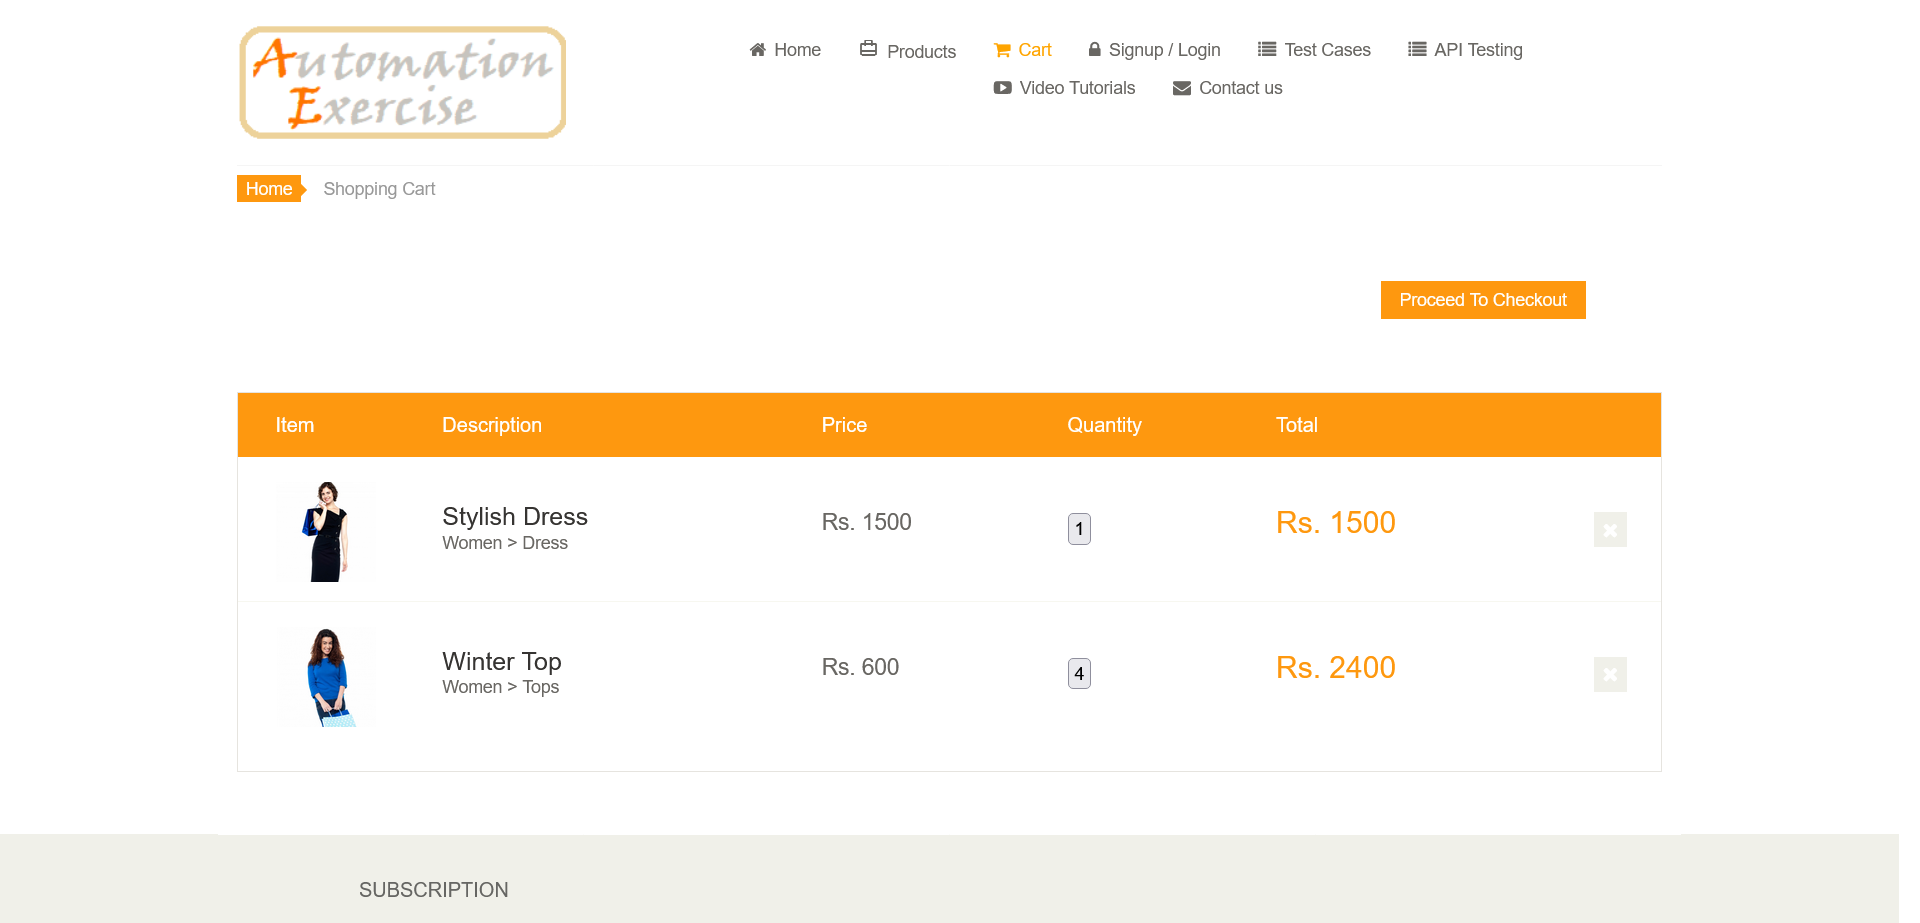 Automation
Exercise
Home
Products
Cart
Signup / Login
Test Cases
API Testing
Video Tutorials
Contact us
Home
Shopping Cart
Proceed To Checkout
Item Description Price Quantity Total
Stylish Dress
Women > Dress
Rs. 1500
1
Rs. 1500
Winter Top
Women > Tops
Rs. 600
4
Rs. 2400
SUBSCRIPTION